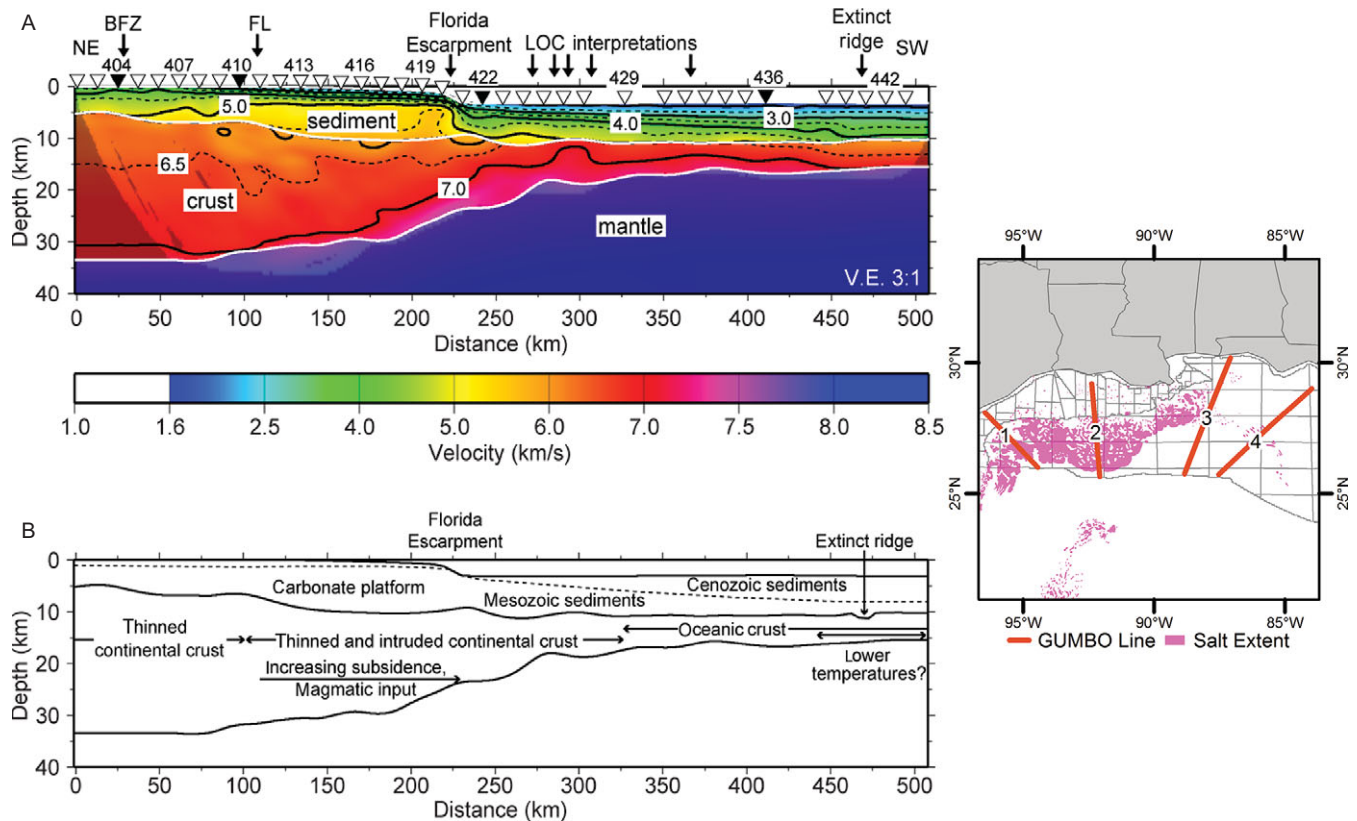 A
BFZ
FL
Florida
Escarpment
LOC interpretations
Extinct
ridge
NE
SW
404 407 410 413 416 419 422 429 436 442
0
10
20
30
40
Depth (km)
5.0
sediment
4.0
3.0
6.5
crust
7.0
mantle
V.E. 3:1
0 50 100 150 200 250 300 350 400 450 500
Distance (km)
1.0 1.6 2.5 4.0 5.0 6.0 7.0 7.5 8.0 8.5
Velocity (km/s)
B
Florida
Escarpment
Extinct ridge
0
10
20
30
40
Depth (km)
Carbonate platform
Cenozoic sediments
Mesozoic sediments
Thinned
continental crust
Thinned and intruded continental crust
Oceanic crust
Increasing subsidence,
Magmatic input
Lower
temperatures?
0 50 100 150 200 250 300 350 400 450 500
Distance (km)
95°W 90°W 85°W
30°N 30°N
1 2 3 4
25°N 25°N
95°W 90°W 85°W
GUMBO Line Salt Extent